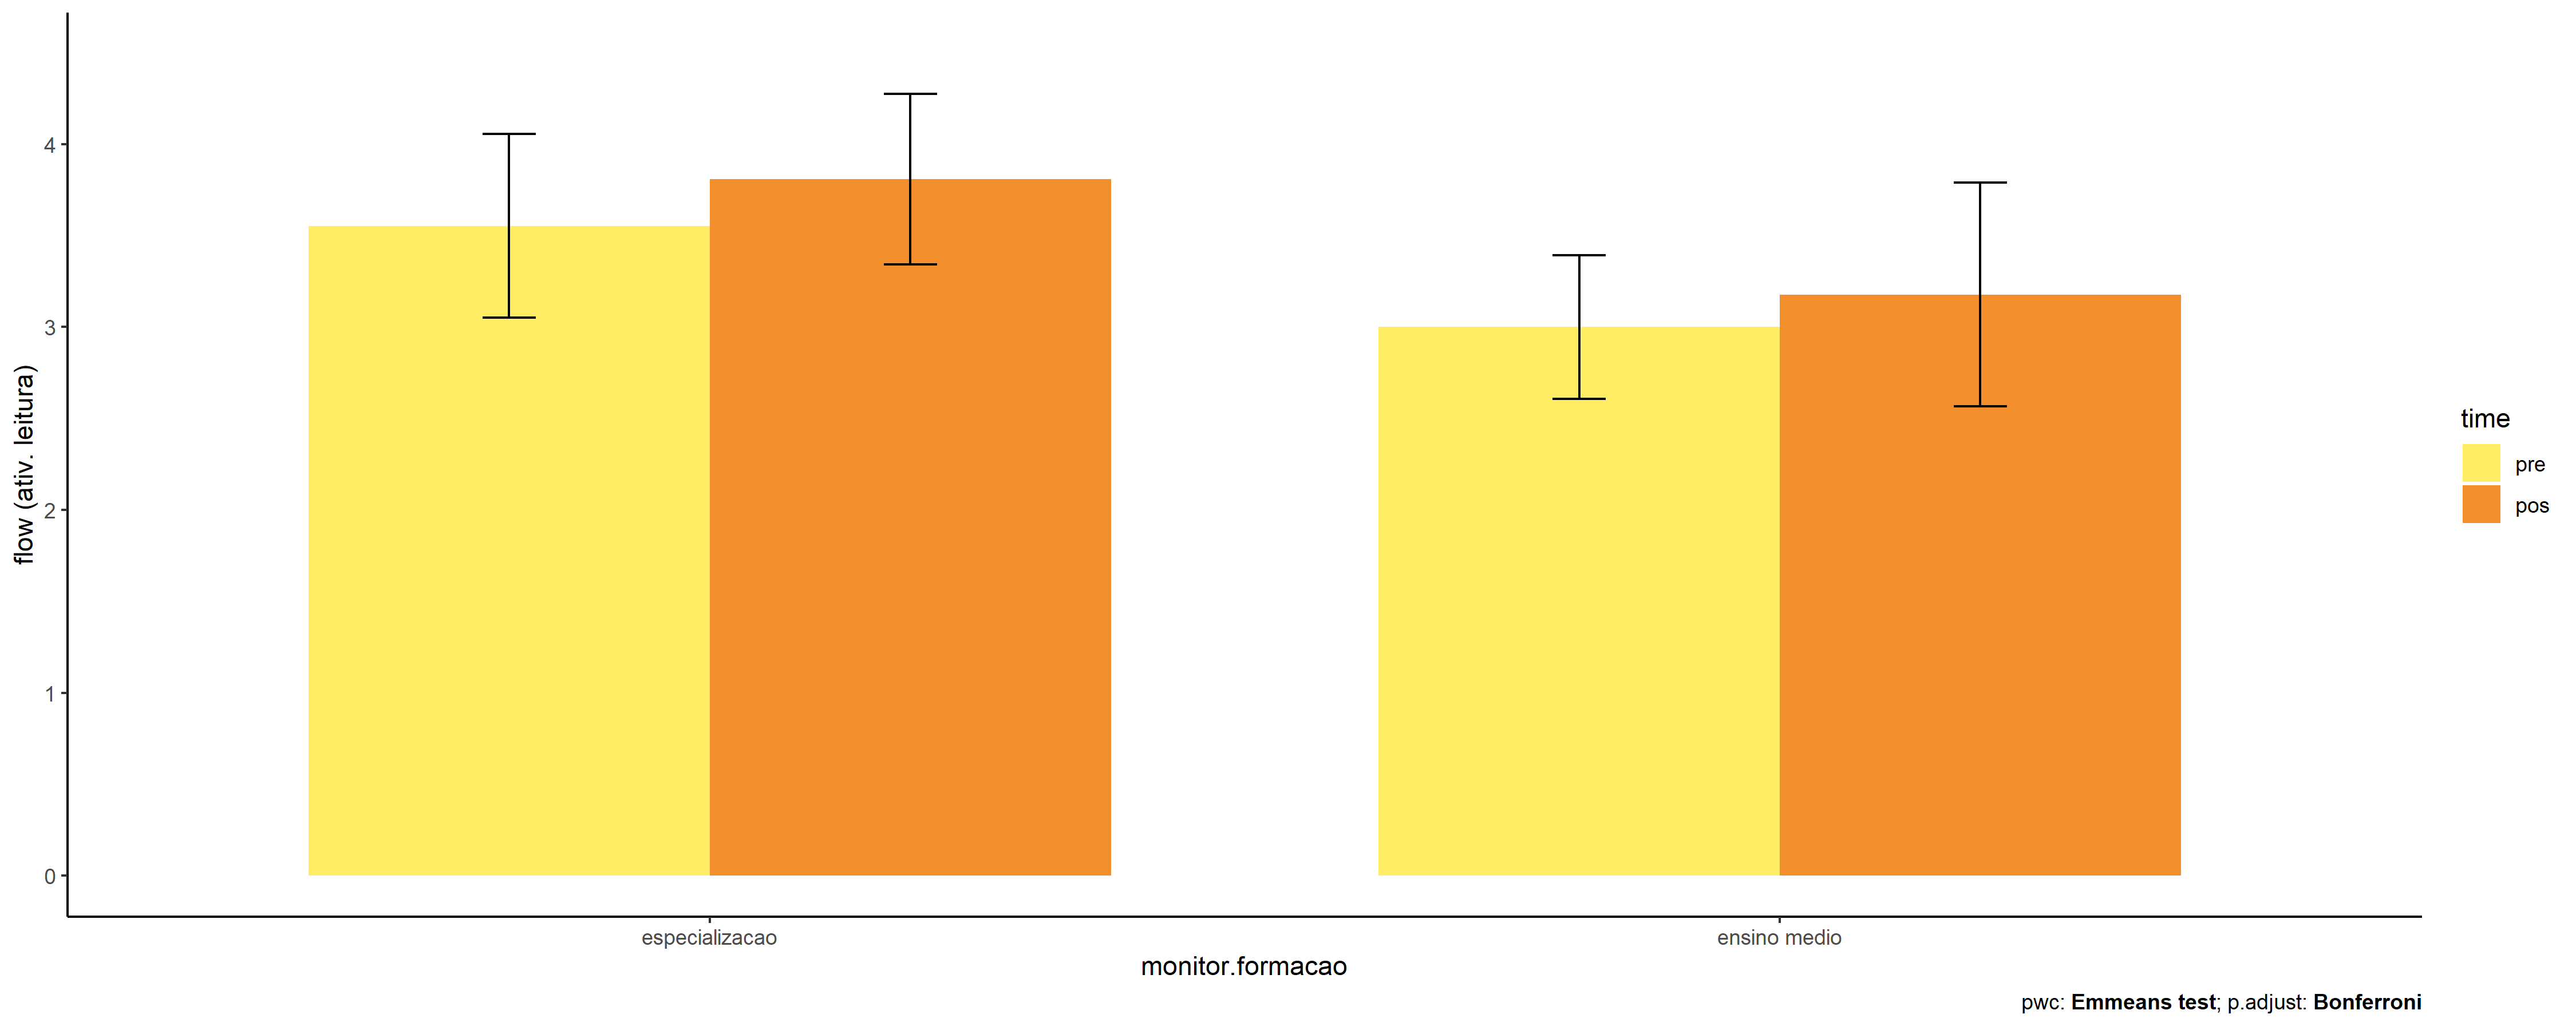 flow (ativ. leitura)
4
3
2
1
0
especializacao
ensino medio
monitor.formacao
time
pre
pos
pwc: Emmeans test; p.adjust: Bonferroni